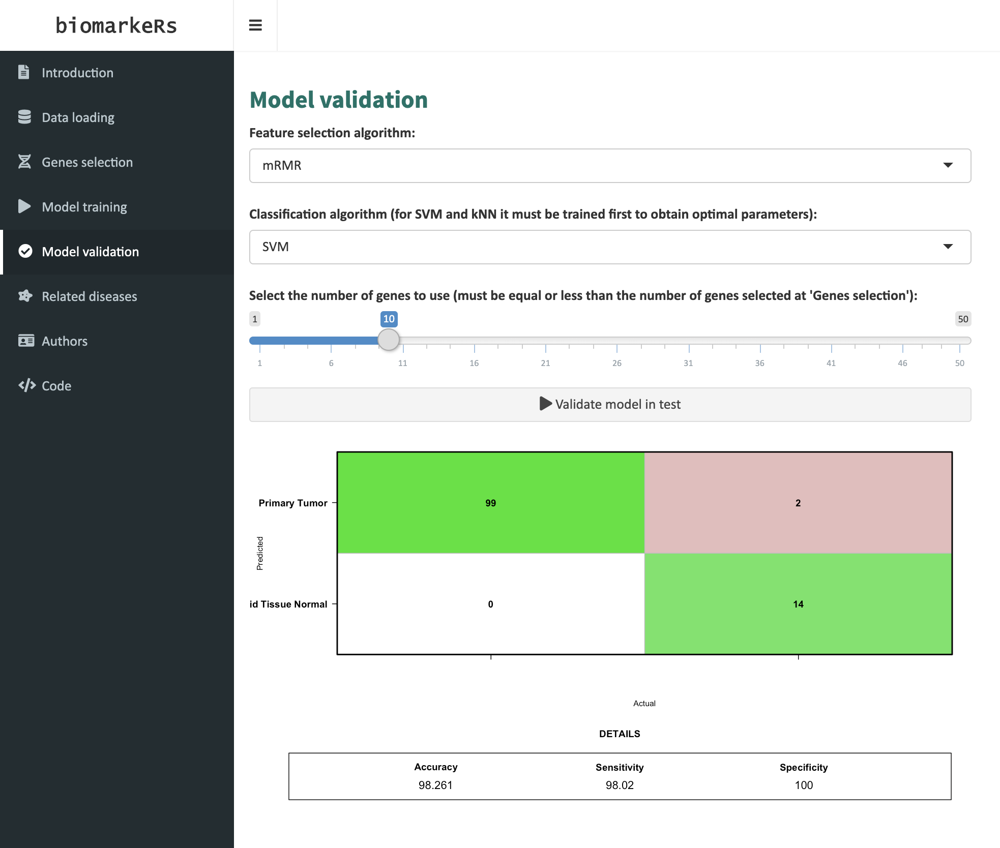 biomarkeRs
Introduction
Data loading
Genes selection
Model training
Model validation
Related diseases
Authors
Code
Model validation
Feature selection algorithm:
mRMR
Classification algorithm (for SVM and kNN it must be trained first to obtain optimal parameters):
SVM
Select the number of genes to use (must be equal or less than the number of genes selected at 'Genes selection'):
1 10 50
1 6 11 16 21 26 31 36 41 46 50
Validate model in test
Primary Tumor 99 2
Predicted
id Tissue Normal 0 14
Actual
DETAILS
Accuracy Sensitivity Specificity
98.261 98.02 100